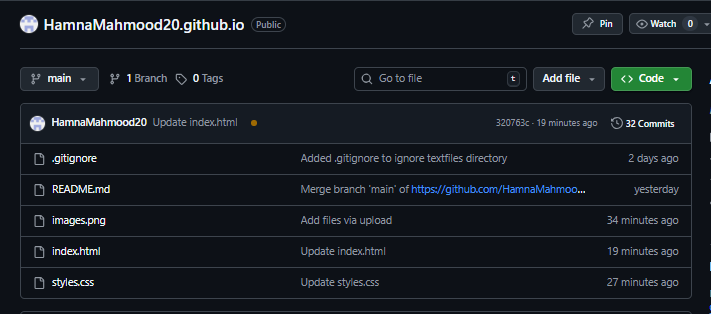 HamnaMahmood20.github.io Public Pin Watch 0
main 1 Branch 0 Tags Go to file t Add file Code
HamnaMahmood20 Update index.html 320763c · 19 minutes ago 32 Commits
.gitignore Added .gitignore to ignore textfiles directory 2 days ago
README.md Merge branch 'main' of https://github.com/HamnaMahmoo... yesterday
images.png Add files via upload 34 minutes ago
index.html Update index.html 19 minutes ago
styles.css Update styles.css 27 minutes ago